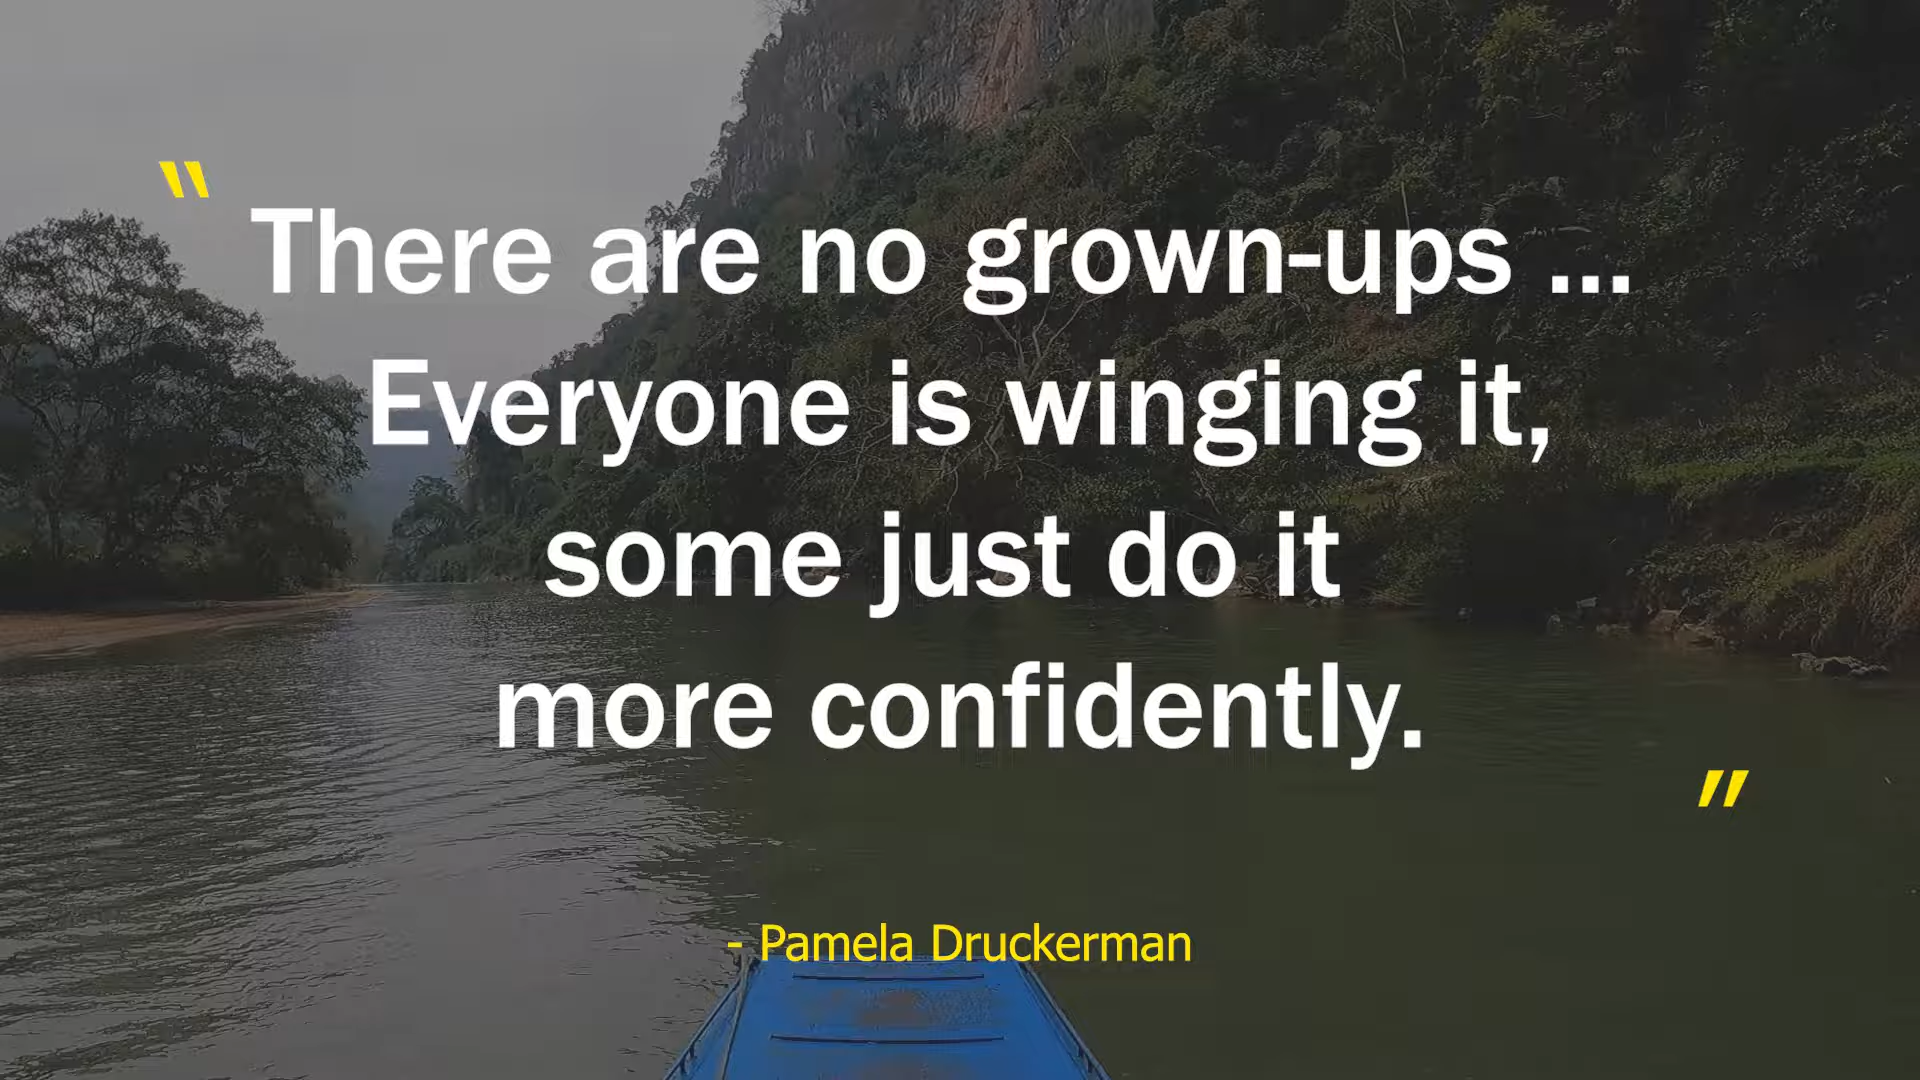 “
There are no grown-ups ...
Everyone is winging it,
some just do it
more confidently.
”
- Pamela Druckerman